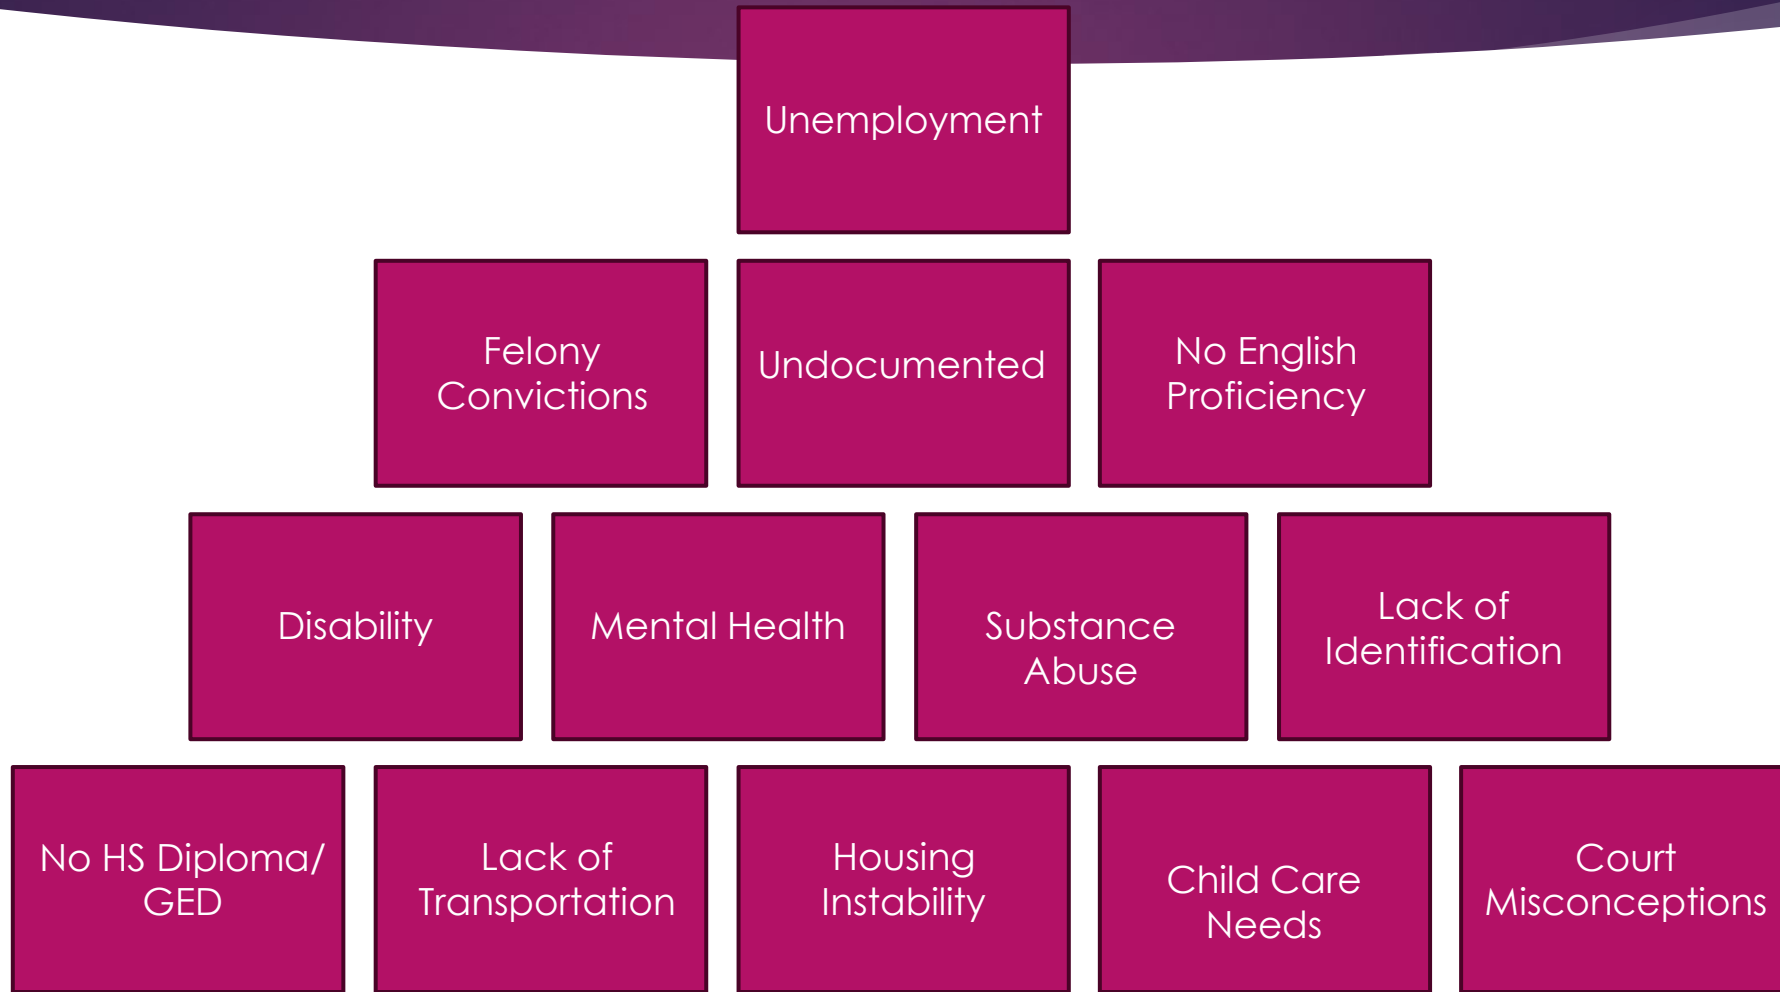 Unemployment
Felony
Convictions
Undocumented
No English
Proficiency
Disability
Mental Health
Substance
Abuse
Lack of
Identification
No HS Diploma/
GED
Lack of
Transportation
Housing
Instability
Child Care
Needs
Court
Misconceptions